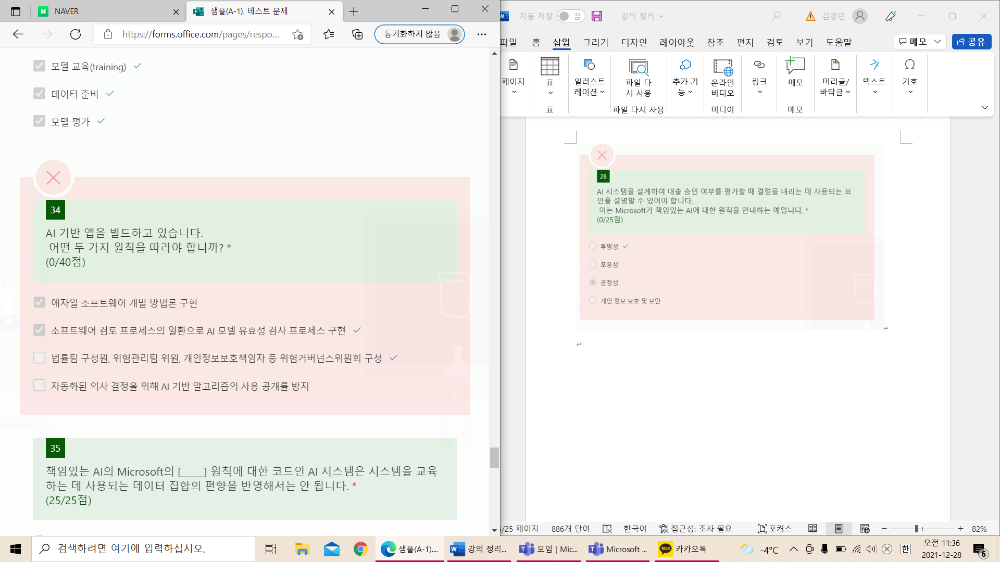 NAVER
샘플(A-1). 테스트 문제
https://forms.office.com/pages/respo...
동기화하지 않음
모델 교육(training)
데이터 준비
모델 평가
34
AI 기반 앱을 빌드하고 있습니다.
어떤 두 가지 원칙을 따라야 합니까? *
(0/40점)
애자일 소프트웨어 개발 방법론 구현
소프트웨어 검토 프로세스의 일환으로 AI 모델 유효성 검사 프로세스 구현
법률팀 구성원, 위험관리팀 위원, 개인정보보호책임자 등 위험거버넌스위원회 구성
자동화된 의사 결정을 위해 AI 기반 알고리즘의 사용 공개를 방지
35
책임있는 AI의 Microsoft의 [_____] 원칙에 대한 코드인 AI 시스템은 시스템을 교육
하는 데 사용되는 데이터 집합의 편향을 반영해서는 안 됩니다. *
(25/25점)
자동 저장 끔 강의 정리 김경민
파일 홈 삽입 그리기 디자인 레이아웃 참조 편지 검토 보기 도움말 메모 공유
페이지 표 일러스트 파일 다 추가 기 온라인 링크 메모 머리글/ 텍스트 기호
레이션 시 사용 능 비디오 바닥글
표 파일 다시 사용 미디어 메모
28
AI 시스템을 설계하여 대출 승인 여부를 평가할 때 결정을 내리는 데 사용되는 요
인을 설명할 수 있어야 합니다.
이는 Microsoft가 책임있는 AI에 대한 원칙을 안내하는 예입니다. *
(0/25점)
투명성
포용성
공정성
개인 정보 보호 및 보안
/25 페이지 886개 단어 한국어 접근성: 조사 필요 포커스 82%
검색하려면 여기에 입력하십시오.
샘플(A-1)....
강의 정리...
모임 | Mic...
Microsoft ...
TALK
카카오톡
-4°C
한
오전 11:36
2021-12-28
6